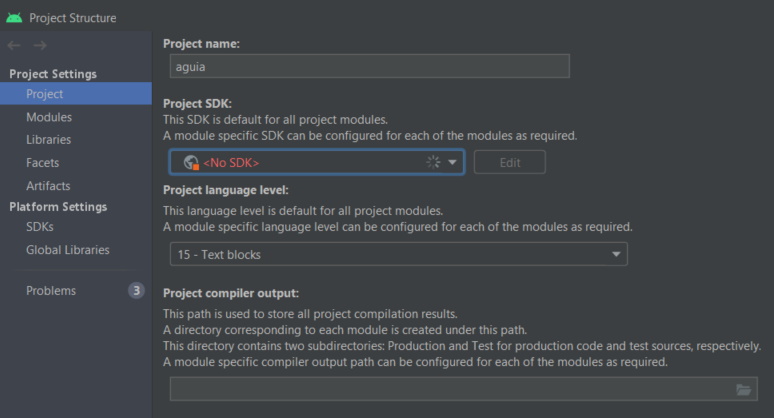 Project Structure
Project Settings
Project
Modules
Libraries
Facets
Artifacts
Platform Settings
SDKs
Global Libraries
Problems 3
Project name:
aguia
Project SDK:
This SDK is default for all project modules.
A module specific SDK can be configured for each of the modules as required.
<No SDK>
Edit
Project language level:
This language level is default for all project modules.
A module specific language level can be configured for each of the modules as required.
15 - Text blocks
Project compiler output:
This path is used to store all project compilation results.
A directory corresponding to each module is created under this path.
This directory contains two subdirectories: Production and Test for production code and test sources, respectively.
A module specific compiler output path can be configured for each of the modules as required.